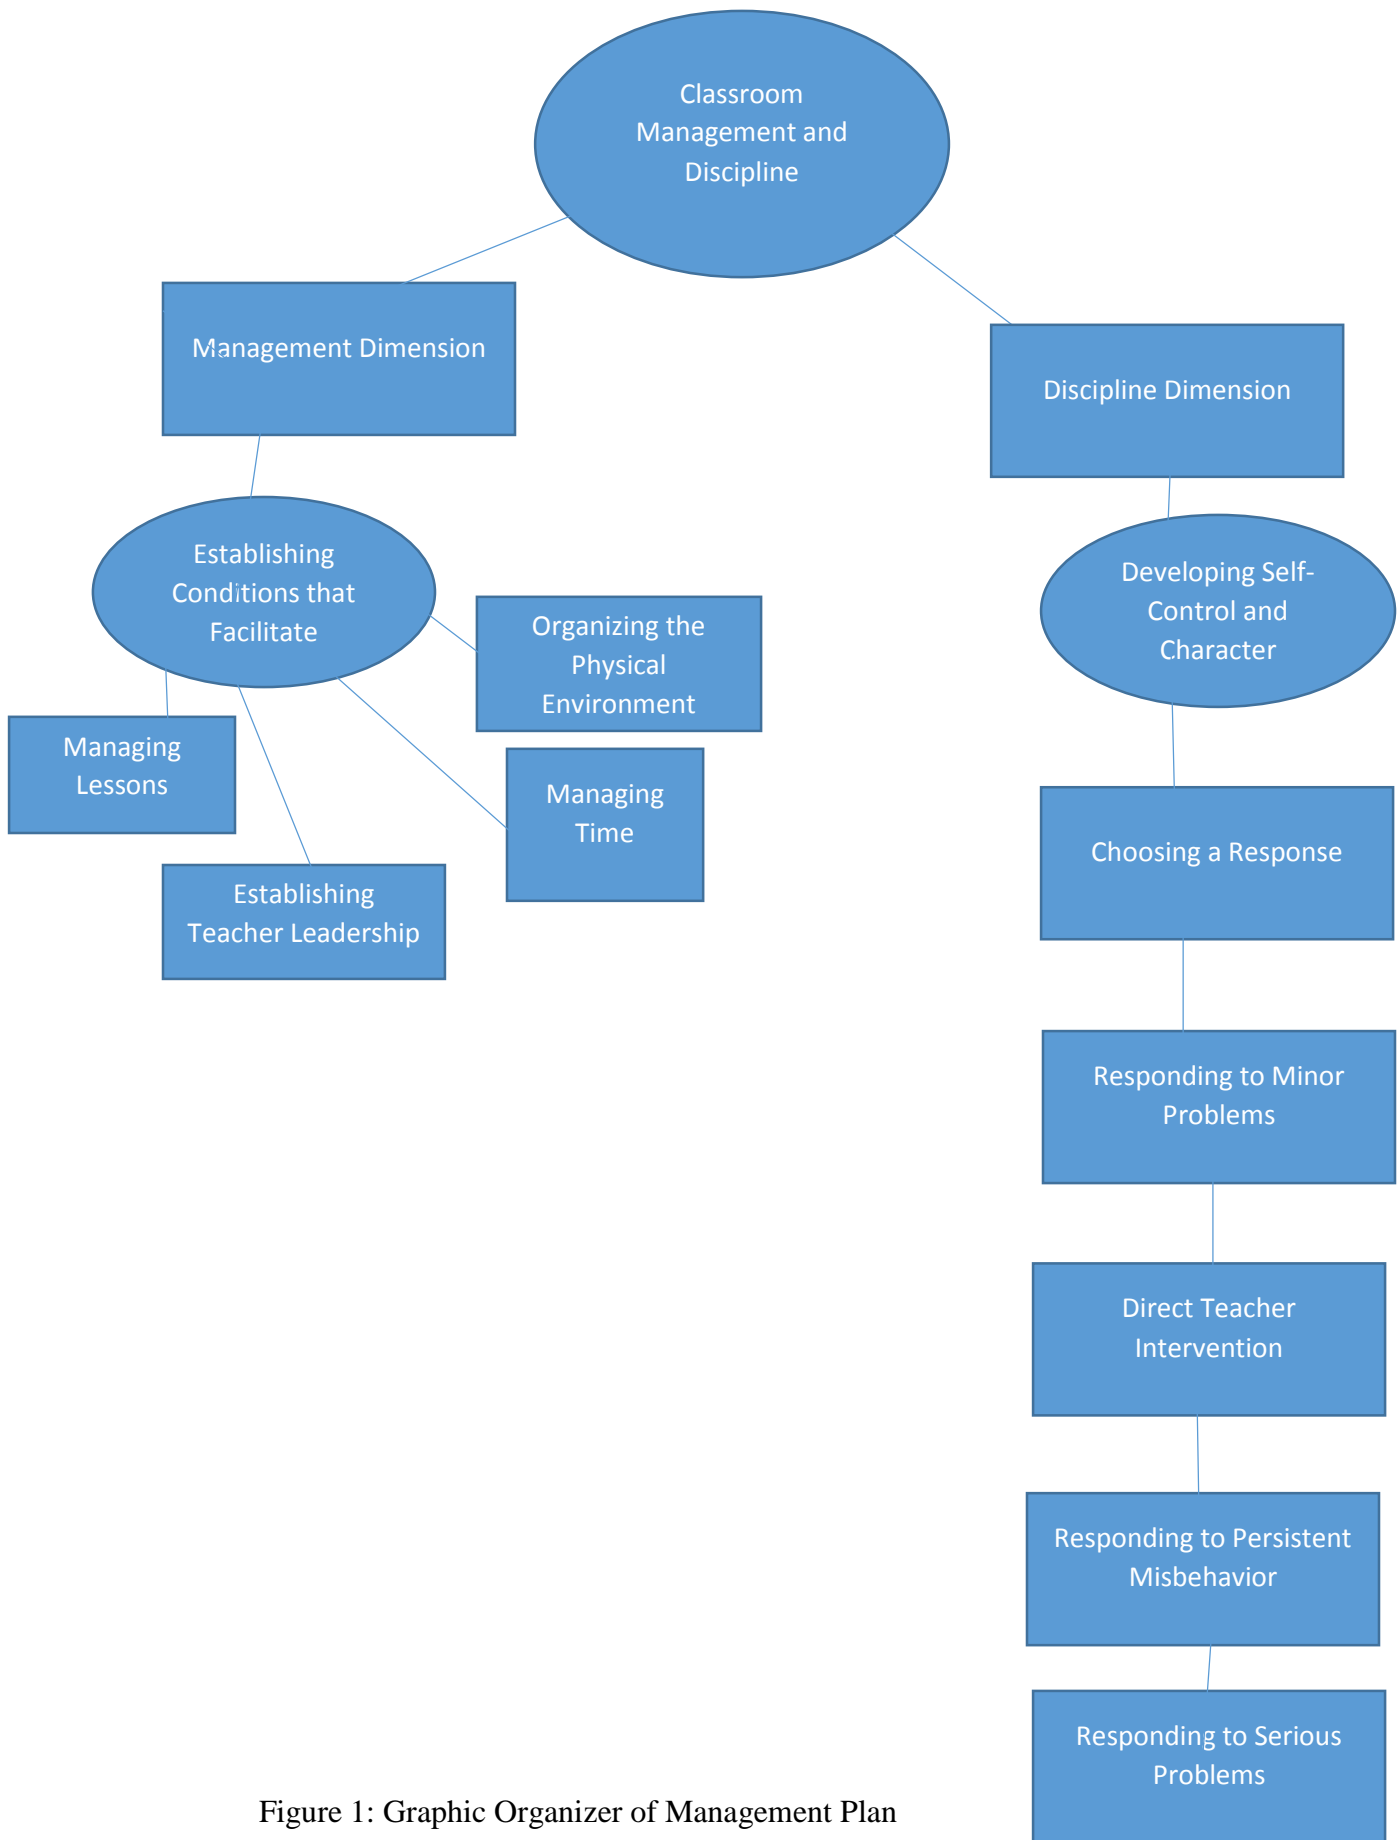 Classroom
Management and
Discipline
Management Dimension
Discipline Dimension
Establishing
Conditions that
Facilitate
Developing Self-
Control and
Character
Organizing the
Physical
Environment
Managing
Lessons
Managing
Time
Establishing
Teacher Leadership
Choosing a Response
Responding to Minor
Problems
Direct Teacher
Intervention
Responding to Persistent
Misbehavior
Responding to Serious
Problems
Figure 1: Graphic Organizer of Management Plan